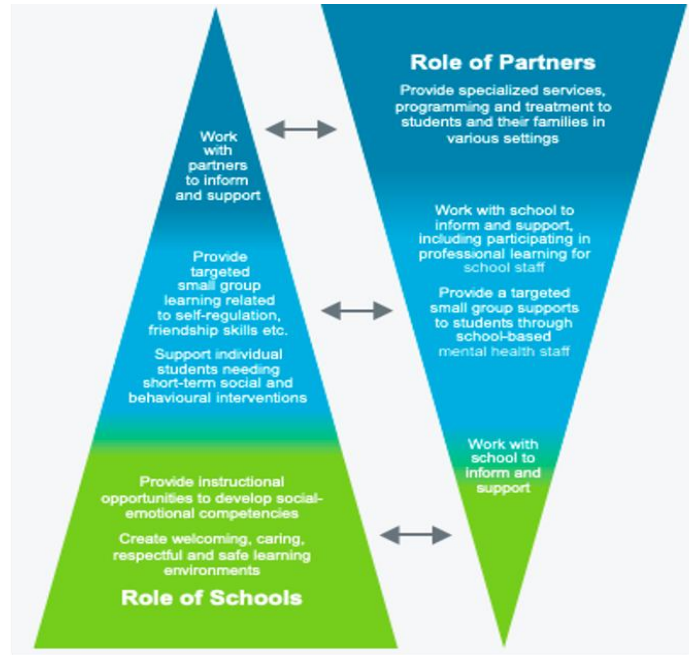 Work
with
partners
to inform
and support
Provide
targeted
small group
learning related
to self-regulation,
friendship skills etc.
Support individual
students needing
short-term social and
behavioural interventions
Provide instructional
opportunities to develop social-
emotional competencies
Create welcoming, caring,
respectful and safe learning
environments
Role of Schools
Role of Partners
Provide specialized services,
programming and treatment to
students and their families in
various settings
Work with school to
inform and support,
including participating in
professional learning for
school staff
Provide a targeted
small group supports
to students through
school-based
mental health staff
Work with
school to
inform and
support